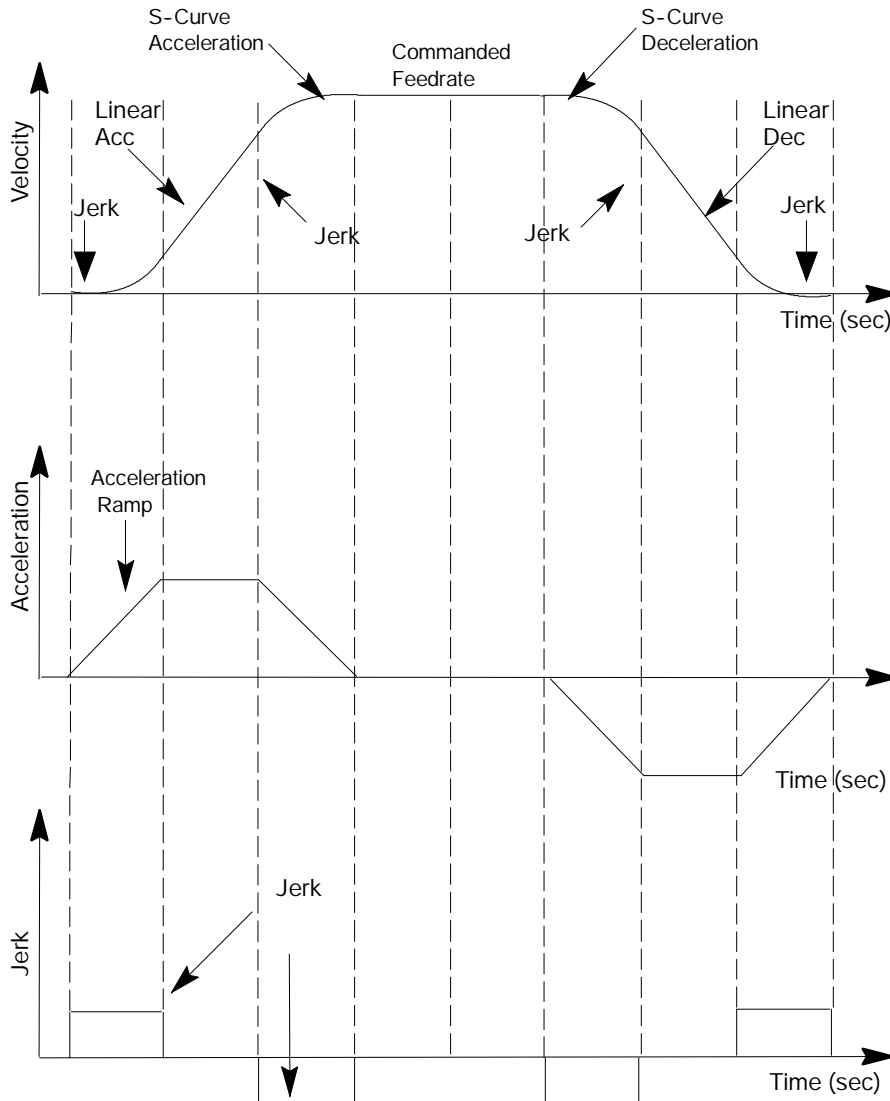 S-Curve
Acceleration
Commanded
Feedrate
S-Curve
Deceleration
Velocity
Linear
Acc
Linear
Dec
Jerk
Jerk
Jerk
Jerk
Time (sec)
Acceleration
Acceleration
Ramp
Time (sec)
Jerk
Jerk
Time (sec)